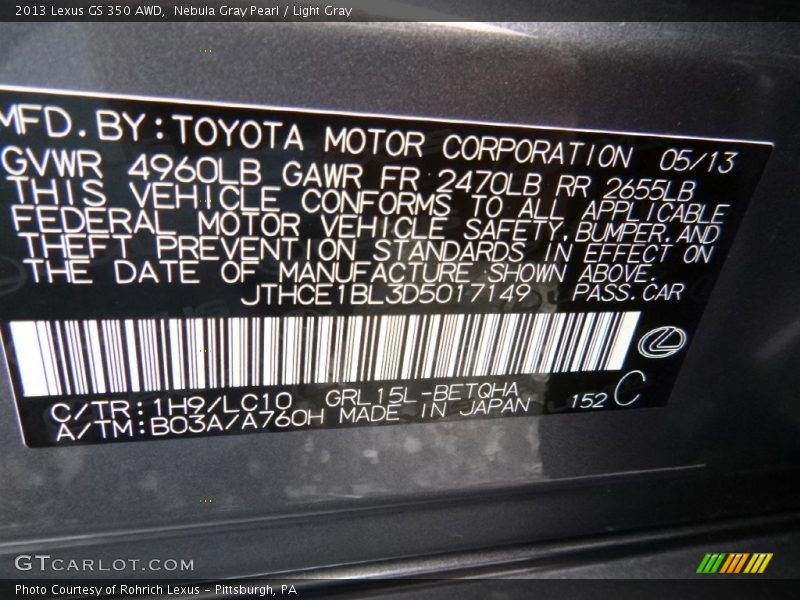 2013 Lexus GS 350 AWD,  Nebula Gray Pearl / Light Gray
MFD.BY:TOYOTA MOTOR CORPORATION 05/13
GVWR 4960LB GAWR FR 2470LB RR 2655LB
THIS VEHICLE CONFORMS TO ALL APPLICABLE
FEDERAL MOTOR VEHICLE SAFETY,BUMPER,AND
THEFT PREVENTION STANDARDS IN EFFECT ON
THE DATE OF MANUFACTURE SHOWN ABOVE.
JTHCE1BL3D5017149 PASS.CAR
C/TR:1H9/LC10 GRL15L-BETQHA
A/TM:B03A/A760H MADE IN JAPAN 152 C
GTCARLOT.COM
Photo Courtesy of Rohrich Lexus - Pittsburgh, PA